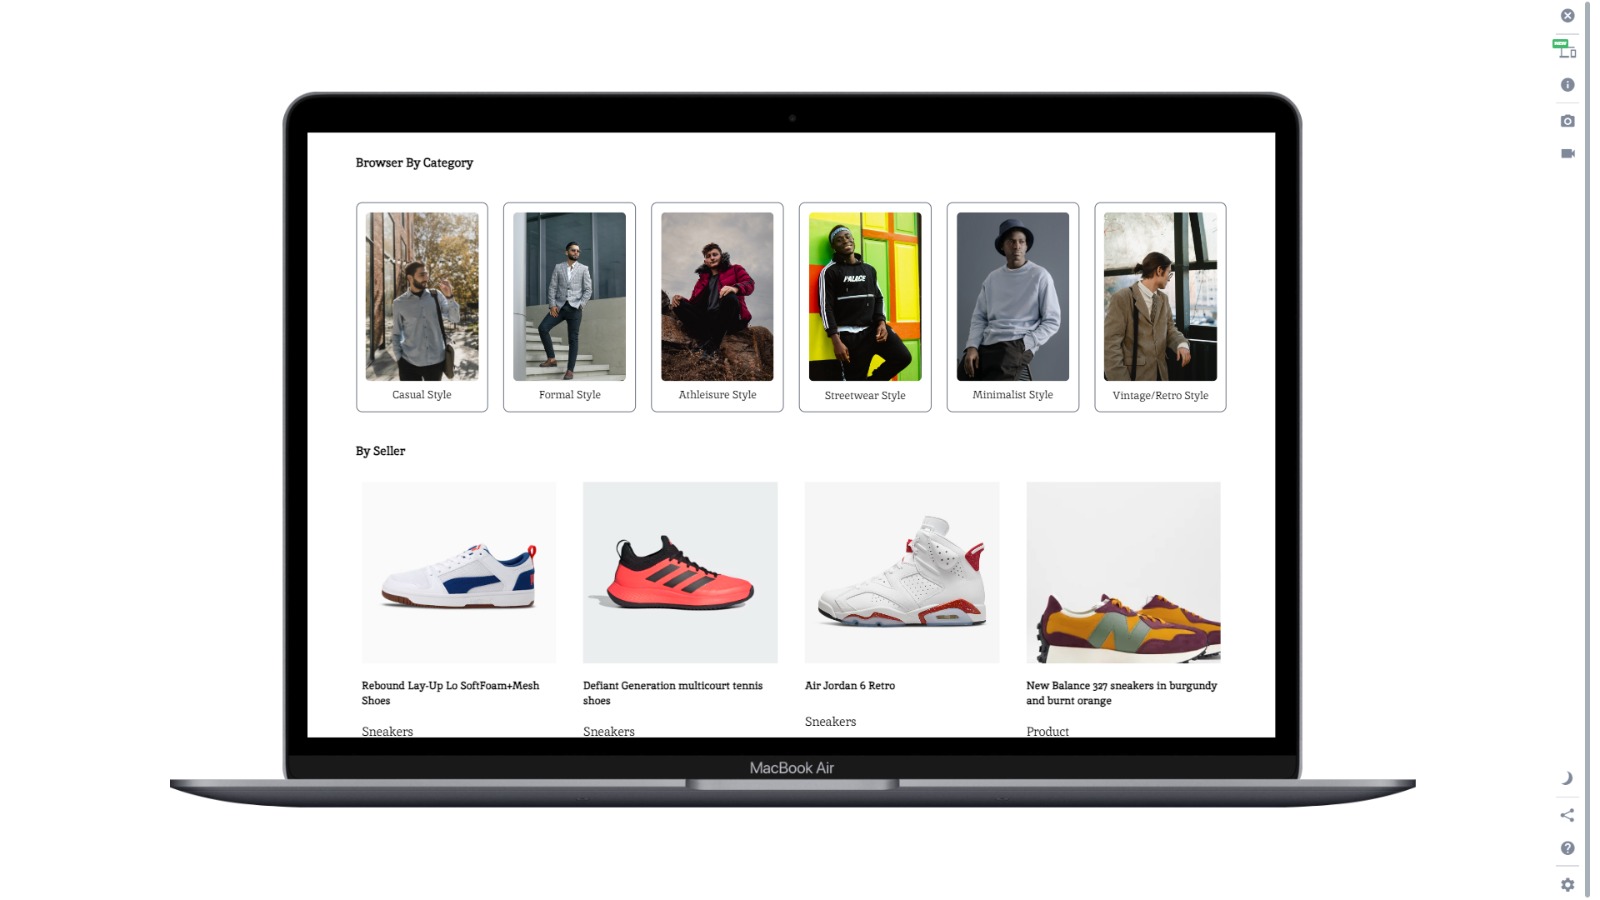 Browser By Category
PALACE
Casual Style
Formal Style
Athleisure Style
Streetwear Style
Minimalist Style
Vintage/Retro Style
By Seller
N
Rebound Lay-Up Lo SoftFoam+Mesh
Shoes
Sneakers
Defiant Generation multicourt tennis
shoes
Sneakers
Air Jordan 6 Retro
Sneakers
New Balance 327 sneakers in burgundy
and burnt orange
Product
MacBook Air